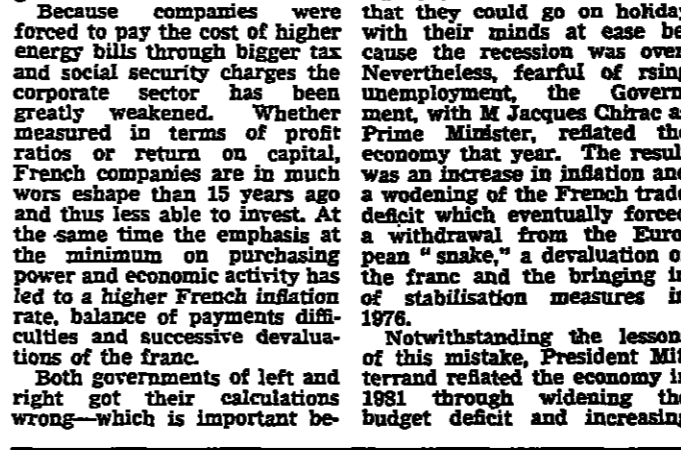 Because companies were
forced to pay the cost of higher
energy bills through bigger tax
and social security charges the
corporate sector has been
greatly weakened. Whether
measured in terms of profit
ratios or return on capital,
French companies are in much
wors eshape than 15 years ago
and thus less able to invest. At
the same time the emphasis at
the minimum on purchasing
power and economic activity has
led to a higher French inflation
rate, balance of payments diffi-
culties and successive devalua-
tions of the franc.
Both governments of left and
right got their calculations
wrong—which is important be-
that they could go on holiday
with their minds at ease be
cause the recession was over
Nevertheless, fearful of rsing
unemployment, the Govern
ment, with M Jacques Chirac a
Prime Minister, reflated the
economy that year. The resul
was an increase in inflation and
a wodening of the French trade
deficit which eventually forced
a withdrawal from the Euro
pean “ snake,” a devaluation o
the franc and the bringing in
of stabilisation measures in
1976.
Notwithstanding the lesson
of this mistake, President Mit
terrand reflated the economy in
1981 through widening the
budget deficit and increasing